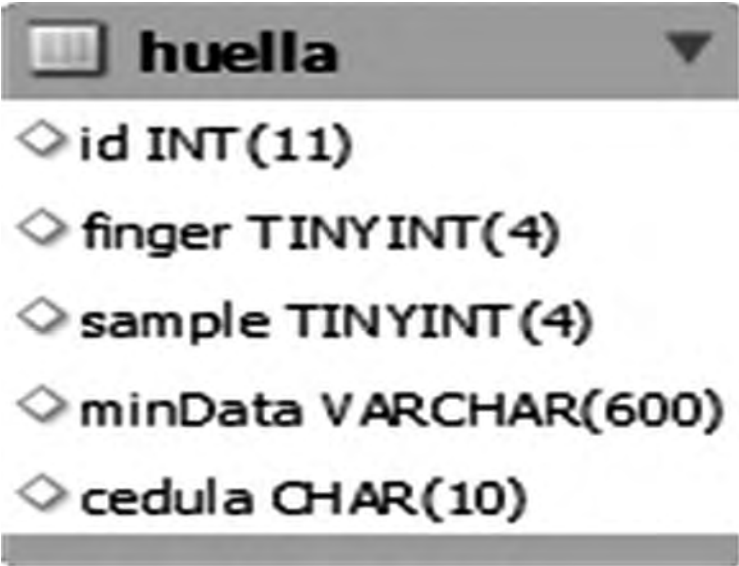 huella
id INT(11)
finger TINYINT(4)
sample TINYINT(4)
minData VARCHAR(600)
cedula CHAR(10)